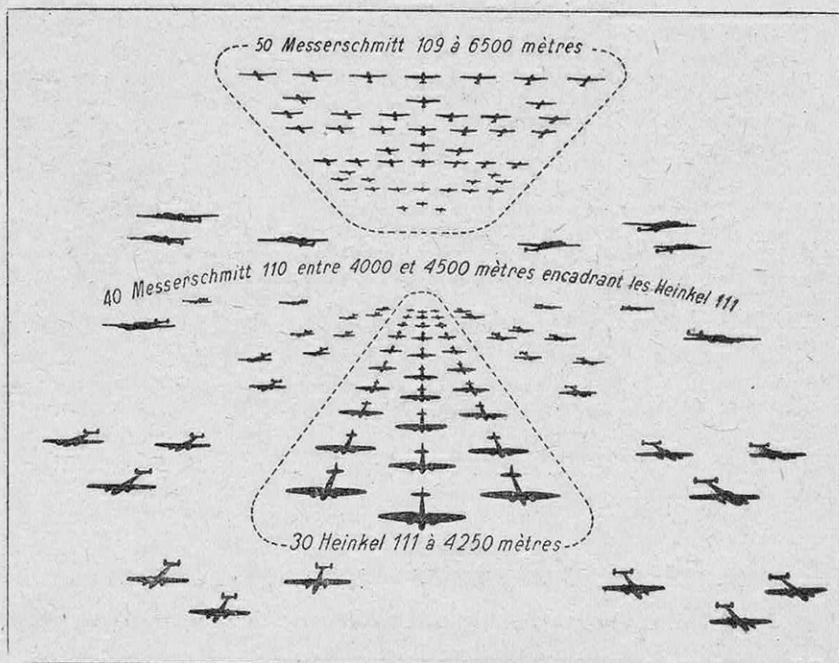 50 Messerschmitt 109 à 6500 mètres
40 Messerschmitt 110 entre 4000 et 4500 mètres encadrant les Heinkel 111
30 Heinkel 111 à 4250 mètres